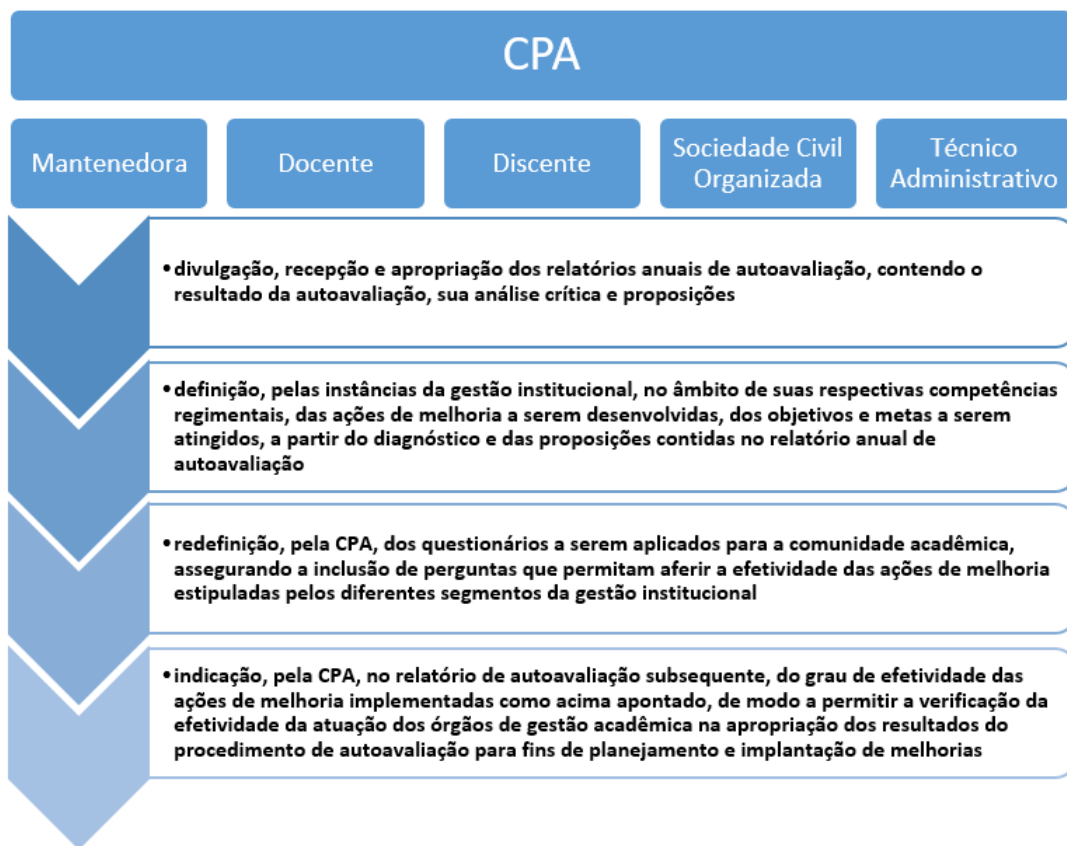 CPA
Mantenedora
Docente
Discente
Sociedade Civil
Organizada
Técnico
Administrativo
•divulgação, recepção e apropriação dos relatórios anuais de autoavaliação, contendo o
resultado da autoavaliação, sua análise crítica e proposições
•definição, pelas instâncias da gestão institucional, no âmbito de suas respectivas competências
regimentais, das ações de melhoria a serem desenvolvidas, dos objetivos e metas a serem
atingidos, a partir do diagnóstico e das proposições contidas no relatório anual de
autoavaliação
•redefinição, pela CPA, dos questionários a serem aplicados para a comunidade acadêmica,
assegurando a inclusão de perguntas que permitam aferir a efetividade das ações de melhoria
estipuladas pelos diferentes segmentos da gestão institucional
•indicação, pela CPA, no relatório de autoavaliação subsequente, do grau de efetividade das
ações de melhoria implementadas como acima apontado, de modo a permitir a verificação da
efetividade da atuação dos órgãos de gestão acadêmica na apropriação dos resultados do
procedimento de autoavaliação para fins de planejamento e implantação de melhorias